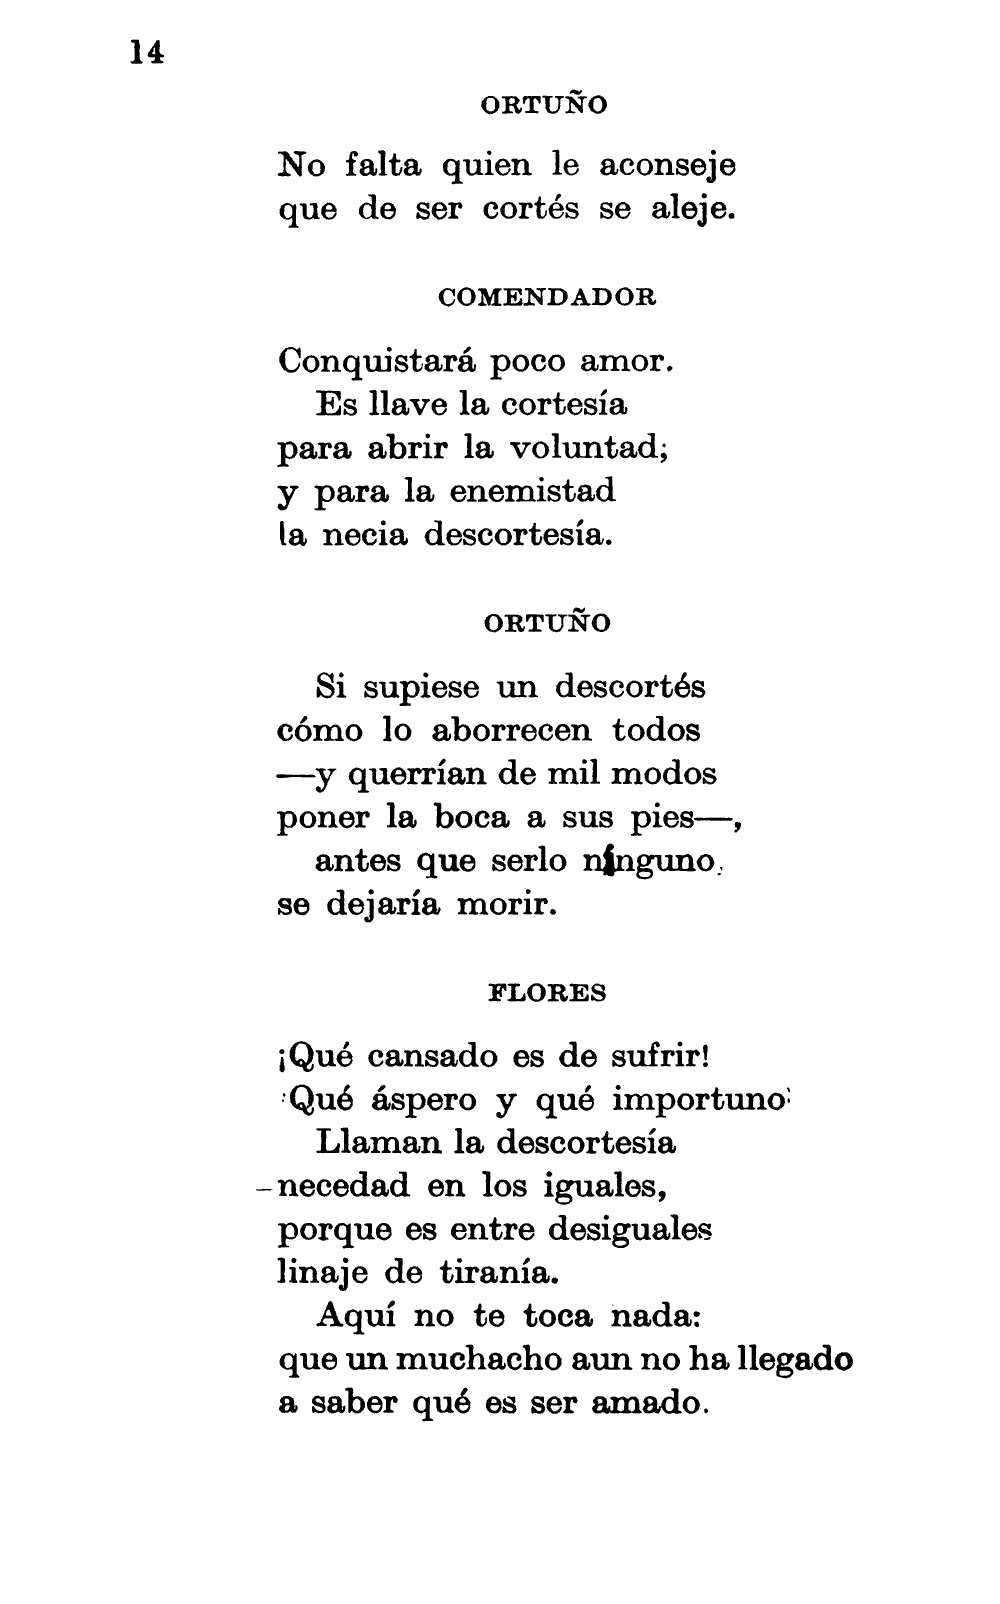 14
ORTUÑO
No falta quien le aconseje
que de ser cortés se aleje.
COMENDADOR
Conquistará poco amor.
Es llave la cortesía
para abrir la voluntad;
y para la enemistad
la necia descortesía.
ORTUÑO
Si supiese un descortés
cómo lo aborrecen todos
—y querrían de mil modos
poner la boca a sus pies—,
antes que serlo ninguno,
se dejaría morir.
FLORES
¡Qué cansado es de sufrir!
¡Qué áspero y qué importuno!
Llaman la descortesía
necedad en los iguales,
porque es entre desiguales
linaje de tiranía.
Aquí no te toca nada:
que un muchacho aun no ha llegado
a saber qué es ser amado.